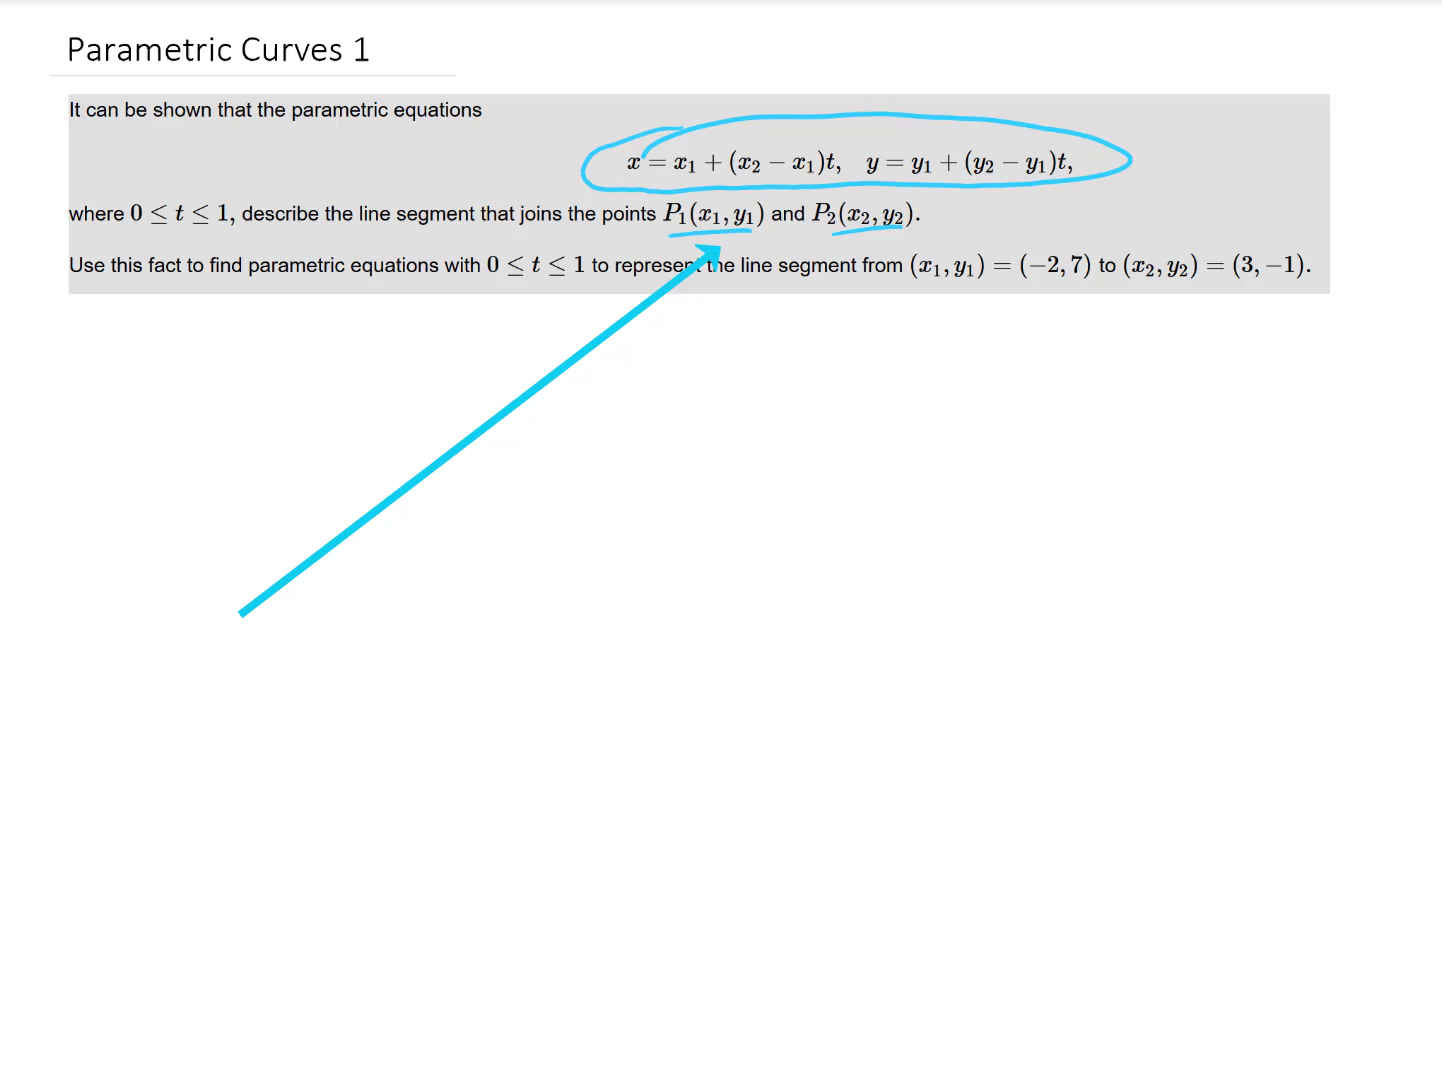 Parametric Curves 1
It can be shown that the parametric equations
x = x₁ + (x₂ − x₁)t, y = y₁ + (y₂ − y₁)t,
where 0 ≤ t ≤ 1, describe the line segment that joins the points P₁(x₁, y₁) and P₂(x₂, y₂).
Use this fact to find parametric equations with 0 ≤ t ≤ 1 to represent the line segment from (x₁, y₁) = (−2, 7) to (x₂, y₂) = (3, −1).